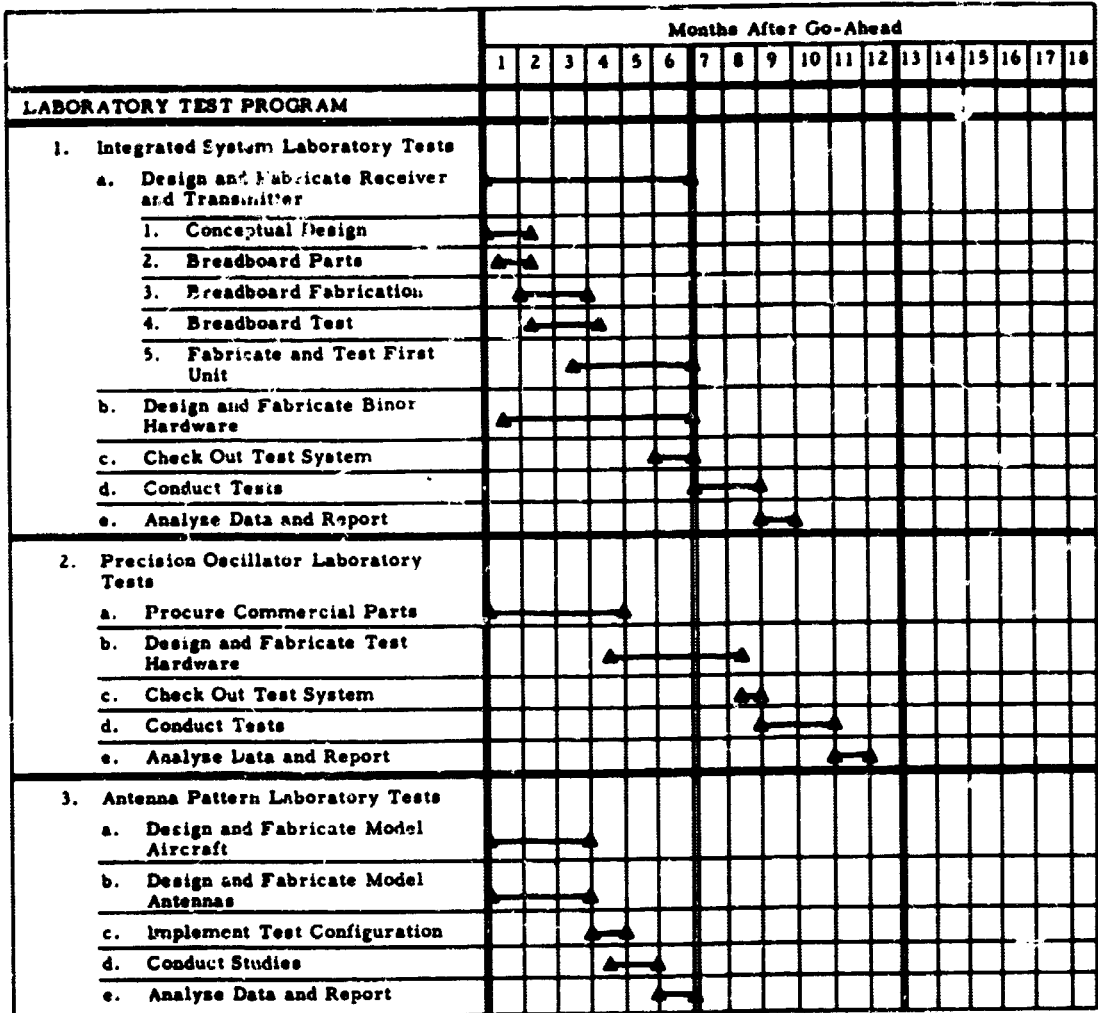 Months After Go-Ahead
1 2 3 4 5 6 7 8 9 10 11 12 13 14 15 16 17 18
LABORATORY TEST PROGRAM
1. Integrated System Laboratory Tests
a. Design and Fabricate Receiver
and Transmitter
1. Conceptual Design
2. Breadboard Parts
3. Breadboard Fabrication
4. Breadboard Test
5. Fabricate and Test First
Unit
b. Design and Fabricate Binor
Hardware
c. Check Out Test System
d. Conduct Tests
e. Analyse Data and Report
2. Precision Oscillator Laboratory
Tests
a. Procure Commercial Parts
b. Design and Fabricate Test
Hardware
c. Check Out Test System
d. Conduct Tests
e. Analyse Data and Report
3. Antenna Pattern Laboratory Tests
a. Design and Fabricate Model
Aircraft
b. Design and Fabricate Model
Antennas
c. Implement Test Configuration
d. Conduct Studies
e. Analyse Data and Report